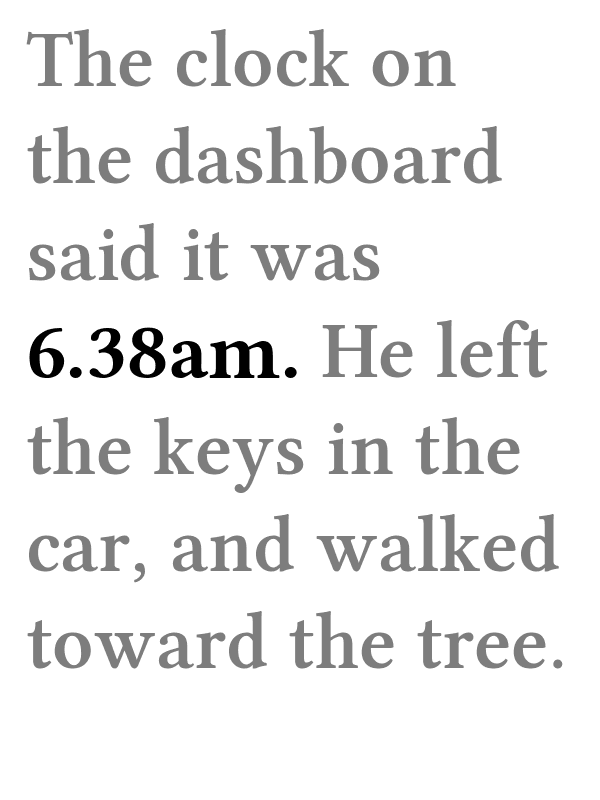 The clock on
the dashboard
said it was
6.38am. He left
the keys in the
car, and walked
toward the tree.